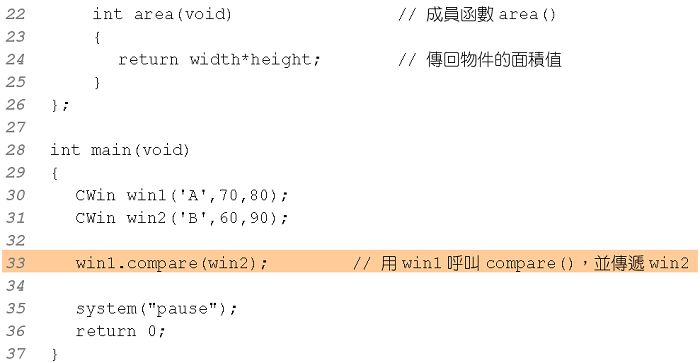 22 int area(void) // 成員函數 area()
23 {
24 return width*height; // 傳回物件的面積值
25 }
26 };
27
28 int main(void)
29 {
30 CWin win1('A',70,80);
31 CWin win2('B',60,90);
32
33 win1.compare(win2); // 用 win1 呼叫 compare()，並傳遞 win2
34
35 system("pause");
36 return 0;
37 }